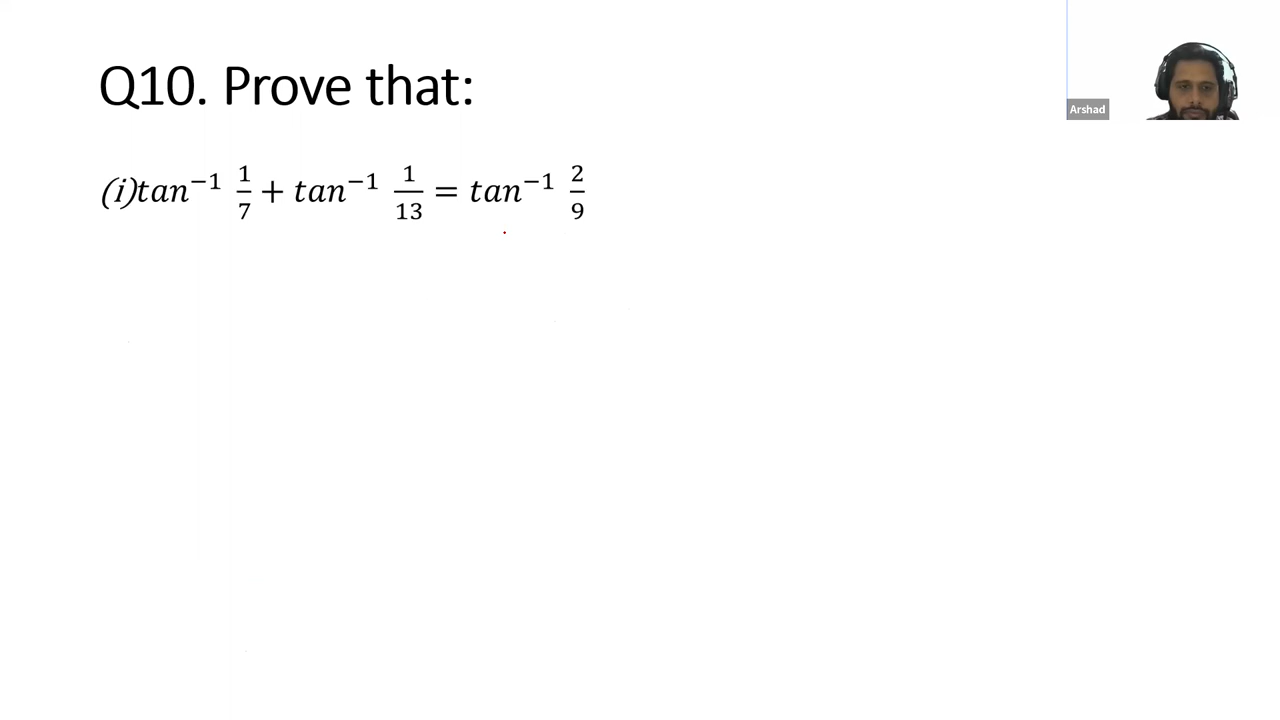 Q10. Prove that:
Arshad
(i)tan⁻¹ 1/7 + tan⁻¹ 1/13 = tan⁻¹ 2/9